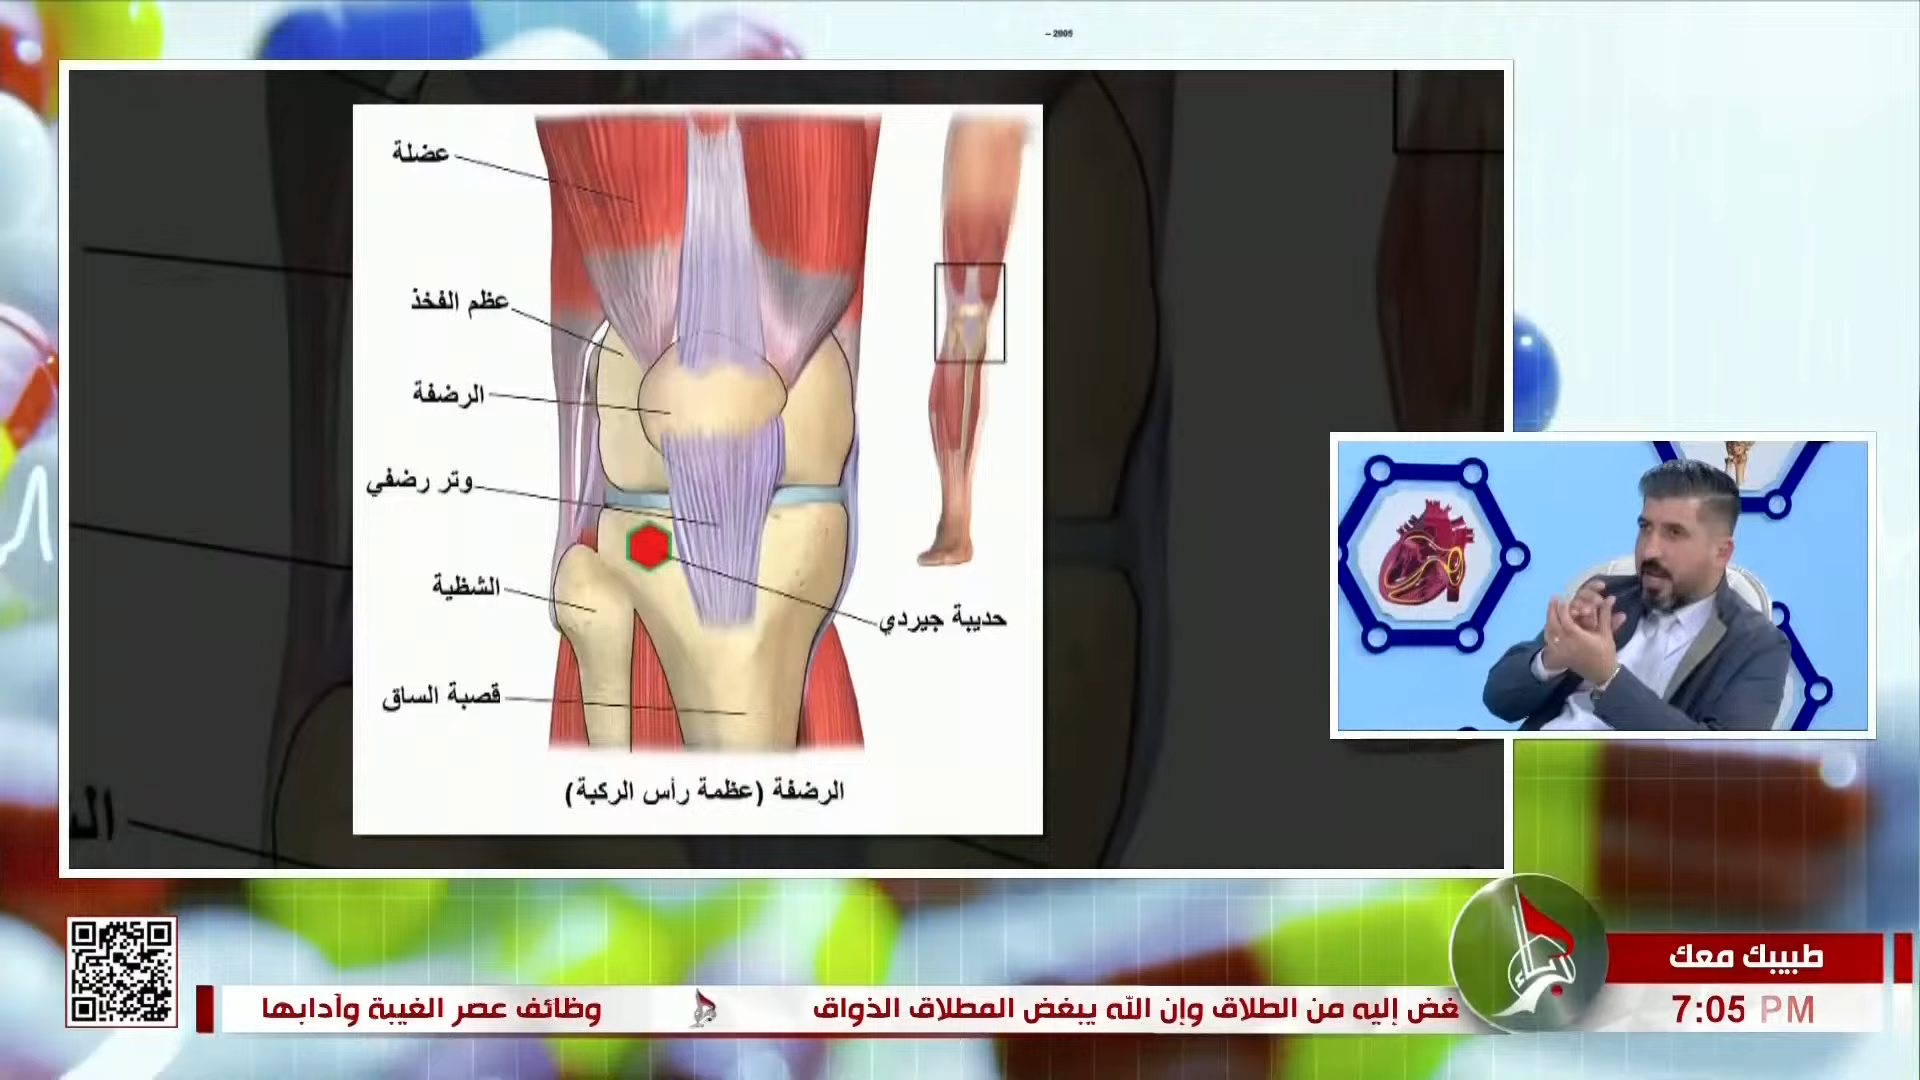 2005 –
عضلة
عظم الفخذ
الرضفة
وتر رضفي
الشظية
حديبة جيردي
قصبة الساق
الرضفة (عظمة رأس الركبة)
طبيبك معك
غض إليه من الطلاق وإن الله يبغض المطلاق الذواق
وظائف عصر الغيبة وآدابها
7:05 PM
كربلاء